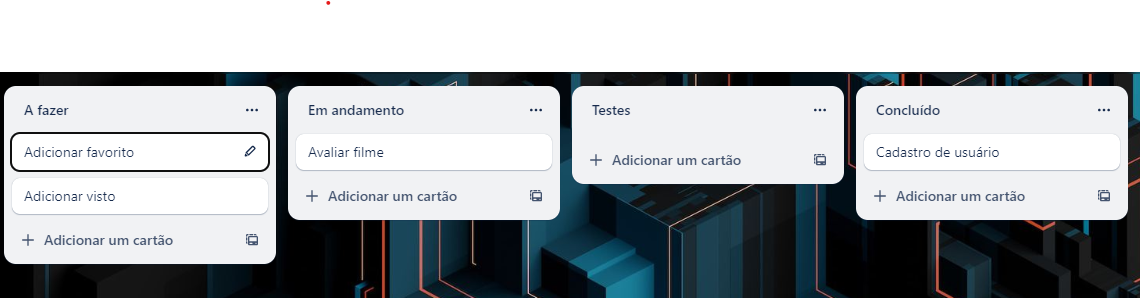 A fazer
Adicionar favorito
Adicionar visto
Adicionar um cartão
Em andamento
Avaliar filme
Adicionar um cartão
Testes
Adicionar um cartão
Concluído
Cadastro de usuário
Adicionar um cartão